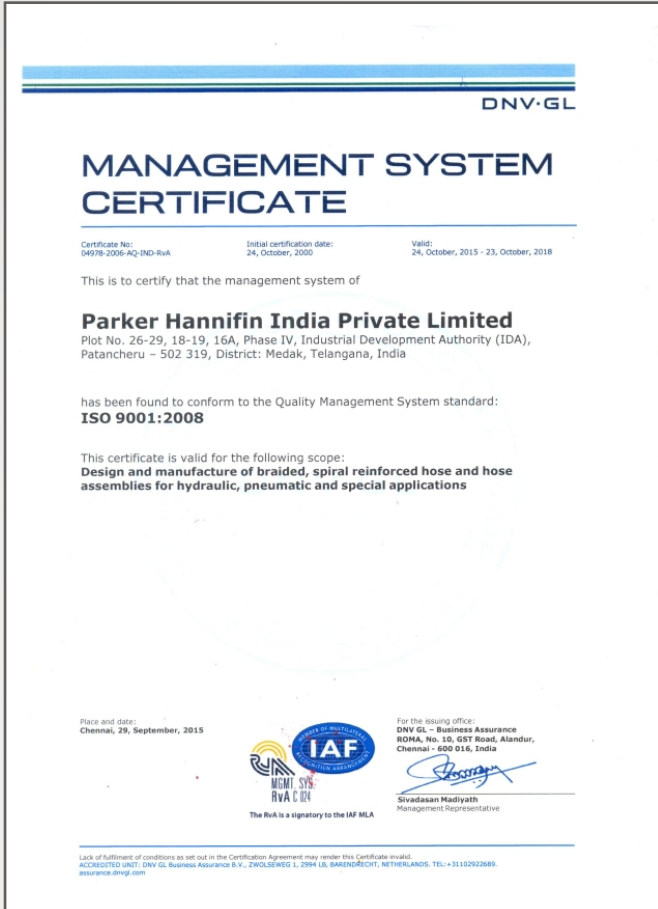 DNV·GL
MANAGEMENT SYSTEM
CERTIFICATE
Certificate No:
04978-2006-AQ-IND-RvA
Initial certification date:
24, October, 2000
Valid:
24, October, 2015 - 23, October, 2018
This is to certify that the management system of
Parker Hannifin India Private Limited
Plot No. 26-29, 18-19, 16A, Phase IV, Industrial Development Authority (IDA),
Patancheru – 502 319, District: Medak, Telangana, India
has been found to conform to the Quality Management System standard:
ISO 9001:2008
This certificate is valid for the following scope:
Design and manufacture of braided, spiral reinforced hose and hose
assemblies for hydraulic, pneumatic and special applications
Place and date:
Chennai, 29, September, 2015
MEMBER OF MULTILATERAL
IAF
RECOGNITION ARRANGEMENT
MGMT. SYS.
RvA C 024
The RvA is a signatory to the IAF MLA
For the issuing office:
DNV GL – Business Assurance
ROMA, No. 10, GST Road, Alandur,
Chennai - 600 016, India
Sivadasan Madiyath
Management Representative
Lack of fulfilment of conditions as set out in the Certification Agreement may render this Certificate invalid.
ACCREDITED UNIT: DNV GL Business Assurance B.V., ZWOLSEWEG 1, 2994 LB, BARENDRECHT, NETHERLANDS. TEL:+31102922689.
assurance.dnvgl.com